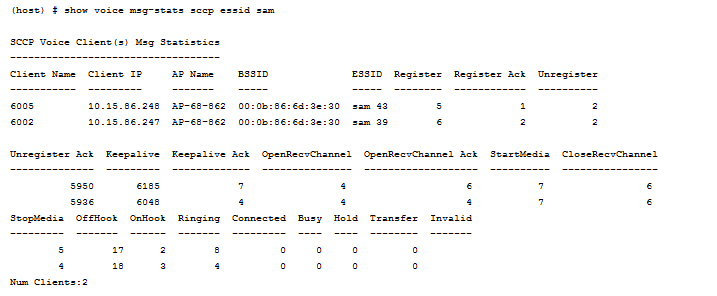 (host) # show voice msg-stats sccp essid sam
SCCP Voice Client(s) Msg Statistics
-----------------------------------
Client Name  Client IP     AP Name    BSSID              ESSID  Register  Register Ack  Unregister
-----------  ---------     -------    -----              -----  --------  ------------  ----------
6005         10.15.86.248  AP-68-862  00:0b:86:6d:3e:30  sam 43        5             1           2
6002         10.15.86.247  AP-68-862  00:0b:86:6d:3e:30  sam 39        6             2           2
Unregister Ack  Keepalive  Keepalive Ack  OpenRecvChannel  OpenRecvChannel Ack  StartMedia  CloseRecvChannel
--------------  ---------  -------------  ---------------  -------------------  ----------  ----------------
          5950       6185              7                4                    6           7                 6
          5936       6048              4                4                    4           7                 6
StopMedia  OffHook  OnHook  Ringing  Connected  Busy  Hold  Transfer  Invalid
---------  -------  ------  -------  ---------  ----  ----  --------  -------
        5       17       2        8          0     0     0         0
        4       18       3        4          0     0     0         0
Num Clients:2